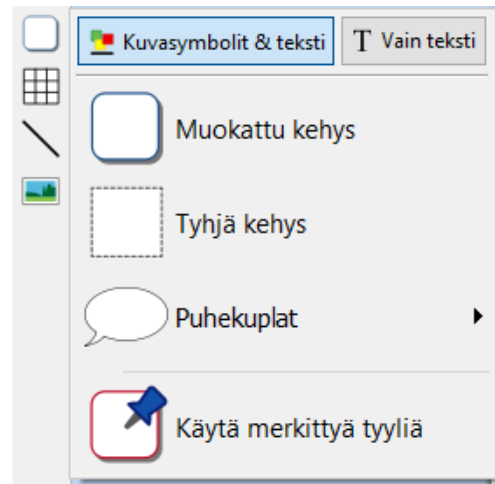 Kuvasymbolit & teksti
T Vain teksti
Muokattu kehys
Tyhjä kehys
Puhekuplat
Käytä merkittyä tyyliä